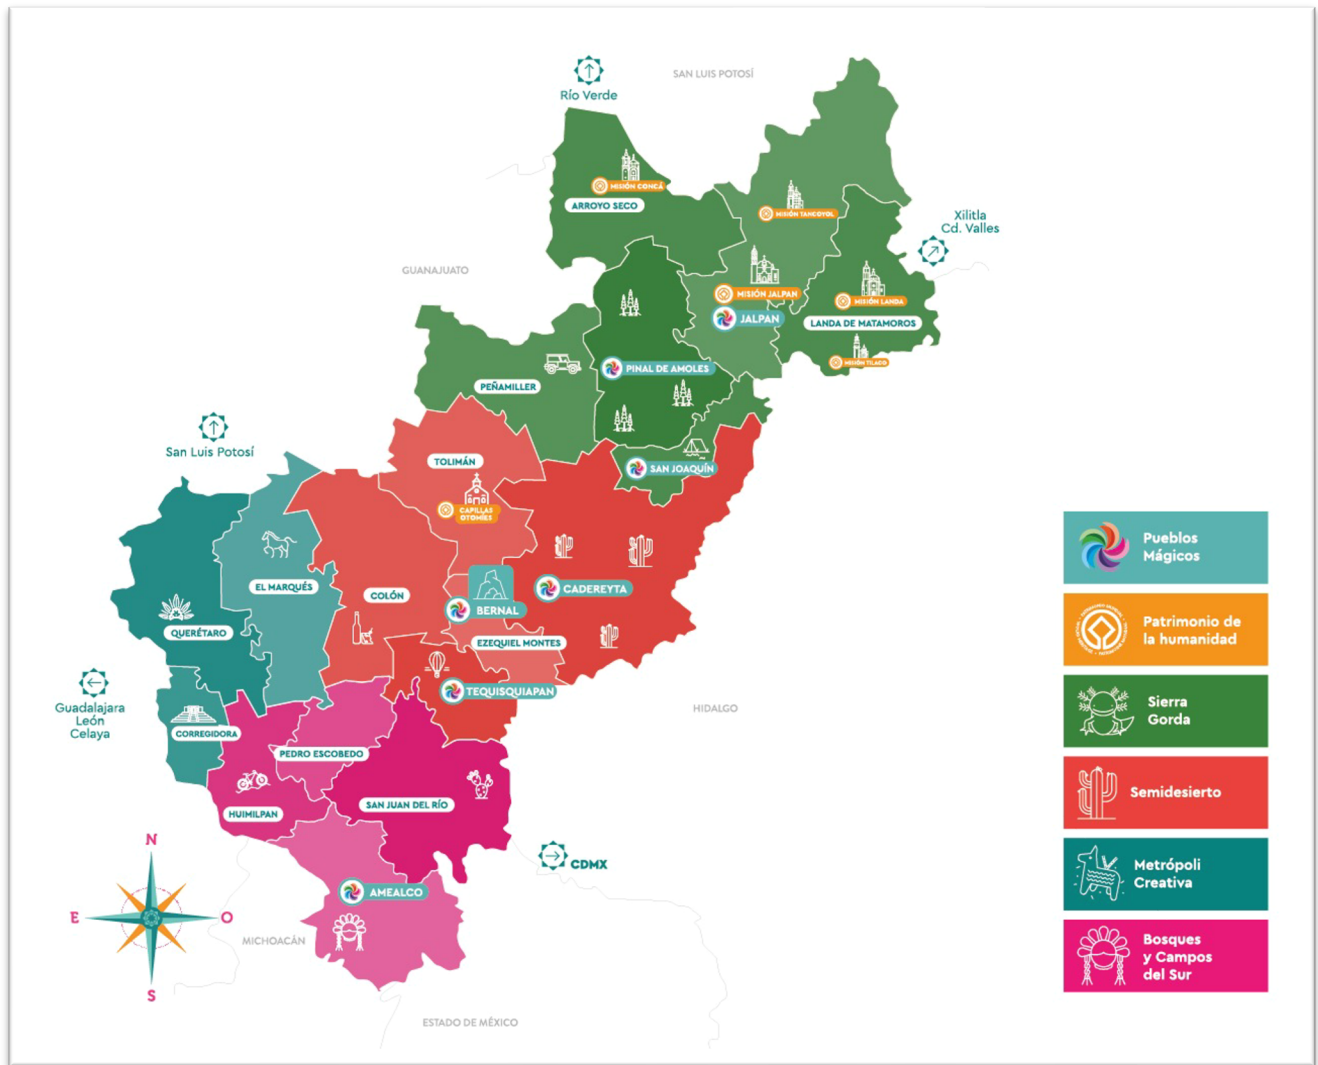 SAN LUIS POTOSÍ
Río Verde
MISIÓN CONCÁ
ARROYO SECO
MISIÓN TANCOYOL
Xilitla
Cd. Valles
GUANAJUATO
MISIÓN JALPAN
JALPAN
MISIÓN LANDA
LANDA DE MATAMOROS
MISIÓN TILACO
PINAL DE AMOLES
PEÑAMILLER
San Luis Potosí
TOLIMÁN
SAN JOAQUÍN
CAPILLAS
OTOMÍES
EL MARQUÉS
COLÓN
CADEREYTA
BERNAL
QUERÉTARO
EZEQUIEL MONTES
TEQUISQUIAPAN
Guadalajara
León
Celaya
HIDALGO
CORREGIDORA
PEDRO ESCOBEDO
SAN JUAN DEL RÍO
HUIMILPAN
CDMX
AMEALCO
MICHOACÁN
ESTADO DE MÉXICO
N
E
O
S
Pueblos
Mágicos
Patrimonio de
la humanidad
Sierra
Gorda
Semidesierto
Metrópoli
Creativa
Bosques
y Campos
del Sur